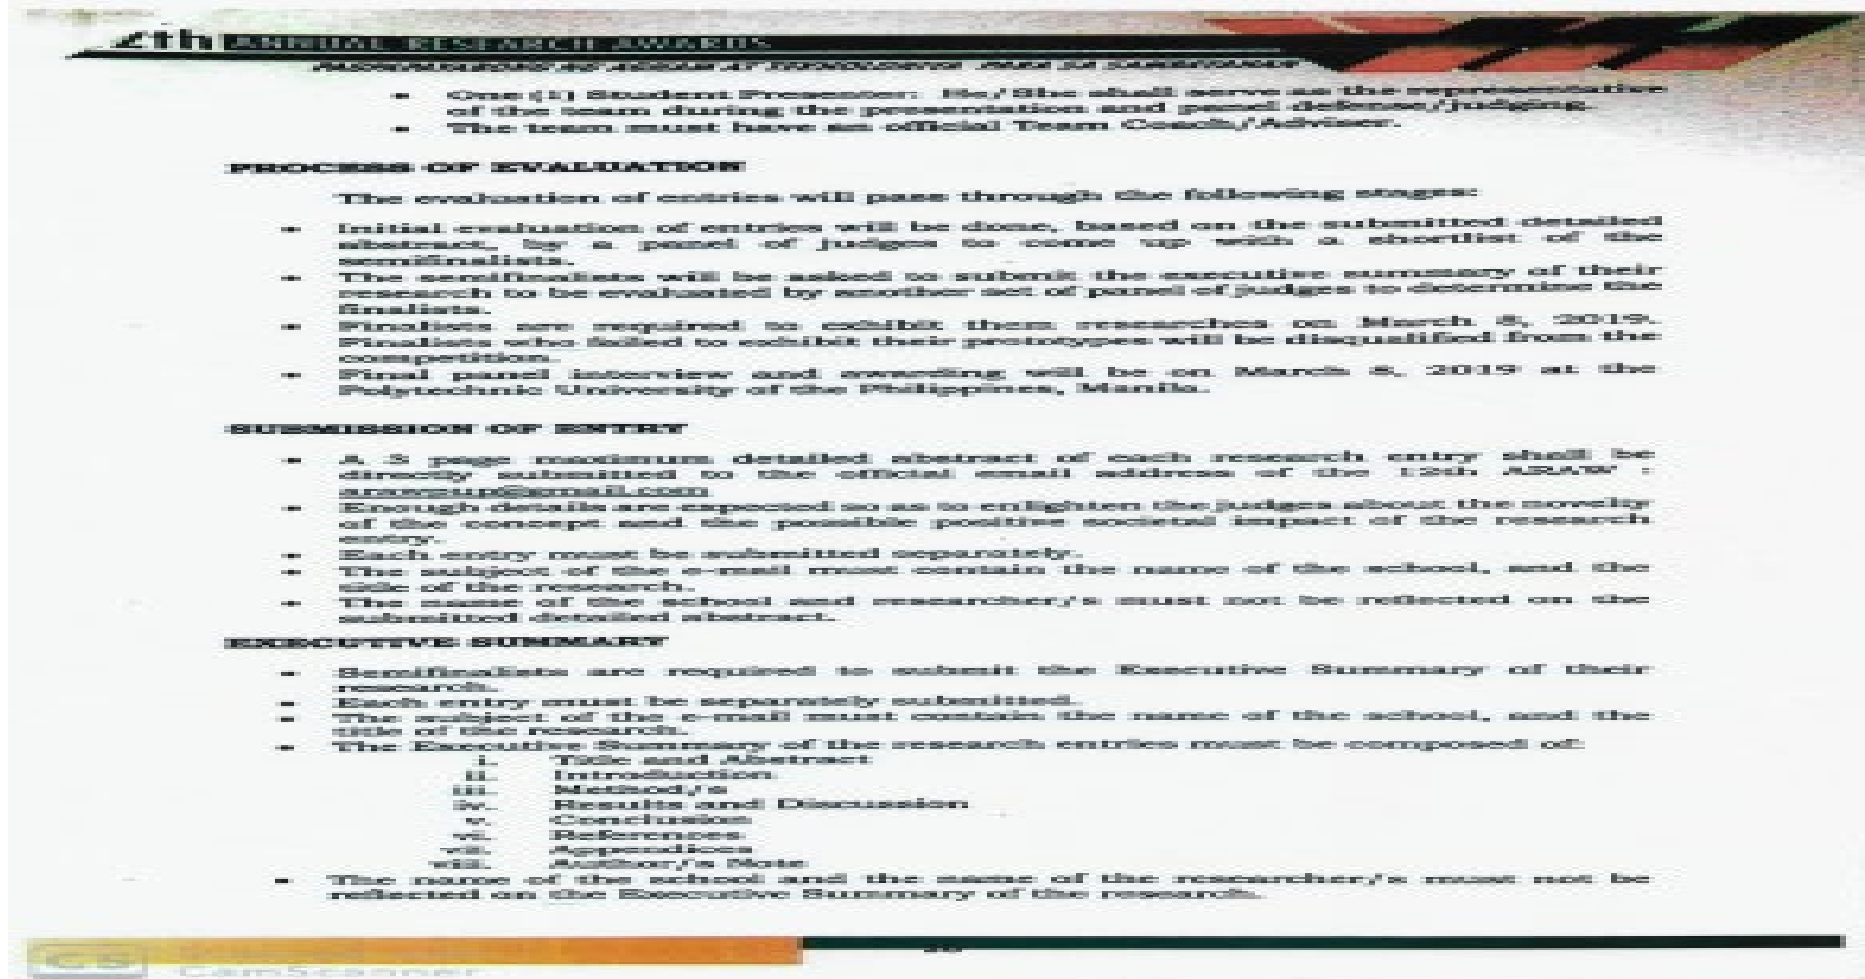 2th ANNUAL RESEARCH AWARDS
• One (1) Student Presenter: He/She shall serve as the representative
of the team during the presentation and panel defense/judging.
• The team must have an official Team Coach/Adviser.
PROCESS OF EVALUATION
The evaluation of entries will pass through the following stages:
• Initial evaluation of entries will be done, based on the submitted detailed
abstract, by a panel of judges to come up with a shortlist of the
semifinalists.
• The semifinalists will be asked to submit the executive summary of their
research to be evaluated by another set of panel of judges to determine the
finalists.
• Finalists are required to exhibit their researches on March 8, 2019.
Finalists who failed to exhibit their prototypes will be disqualified from the
competition.
• Final panel interview and awarding will be on March 8, 2019 at the
Polytechnic University of the Philippines, Manila.
SUBMISSION OF ENTRY
• A 3 page maximum detailed abstract of each research entry shall be
directly submitted to the official email address of the 12th ARAW :
• Enough details are expected so as to enlighten the judges about the novelty
of the concept and the possible positive societal impact of the research
entry.
• Each entry must be submitted separately.
• The subject of the e-mail must contain the name of the school, and the
title of the research.
• The name of the school and researcher/s must not be reflected on the
submitted detailed abstract.
EXECUTIVE SUMMARY
• Semifinalists are required to submit the Executive Summary of their
research.
• Each entry must be separately submitted.
• The subject of the e-mail must contain the name of the school, and the
title of the research.
• The Executive Summary of the research entries must be composed of:
i. Title and Abstract
ii. Introduction
iii. Method/s
iv. Results and Discussion
v. Conclusion
vi. References
vii. Appendices
viii. Author/s Note
• The name of the school and the name of the researcher/s must not be
reflected on the Executive Summary of the research.
CS CamScanner